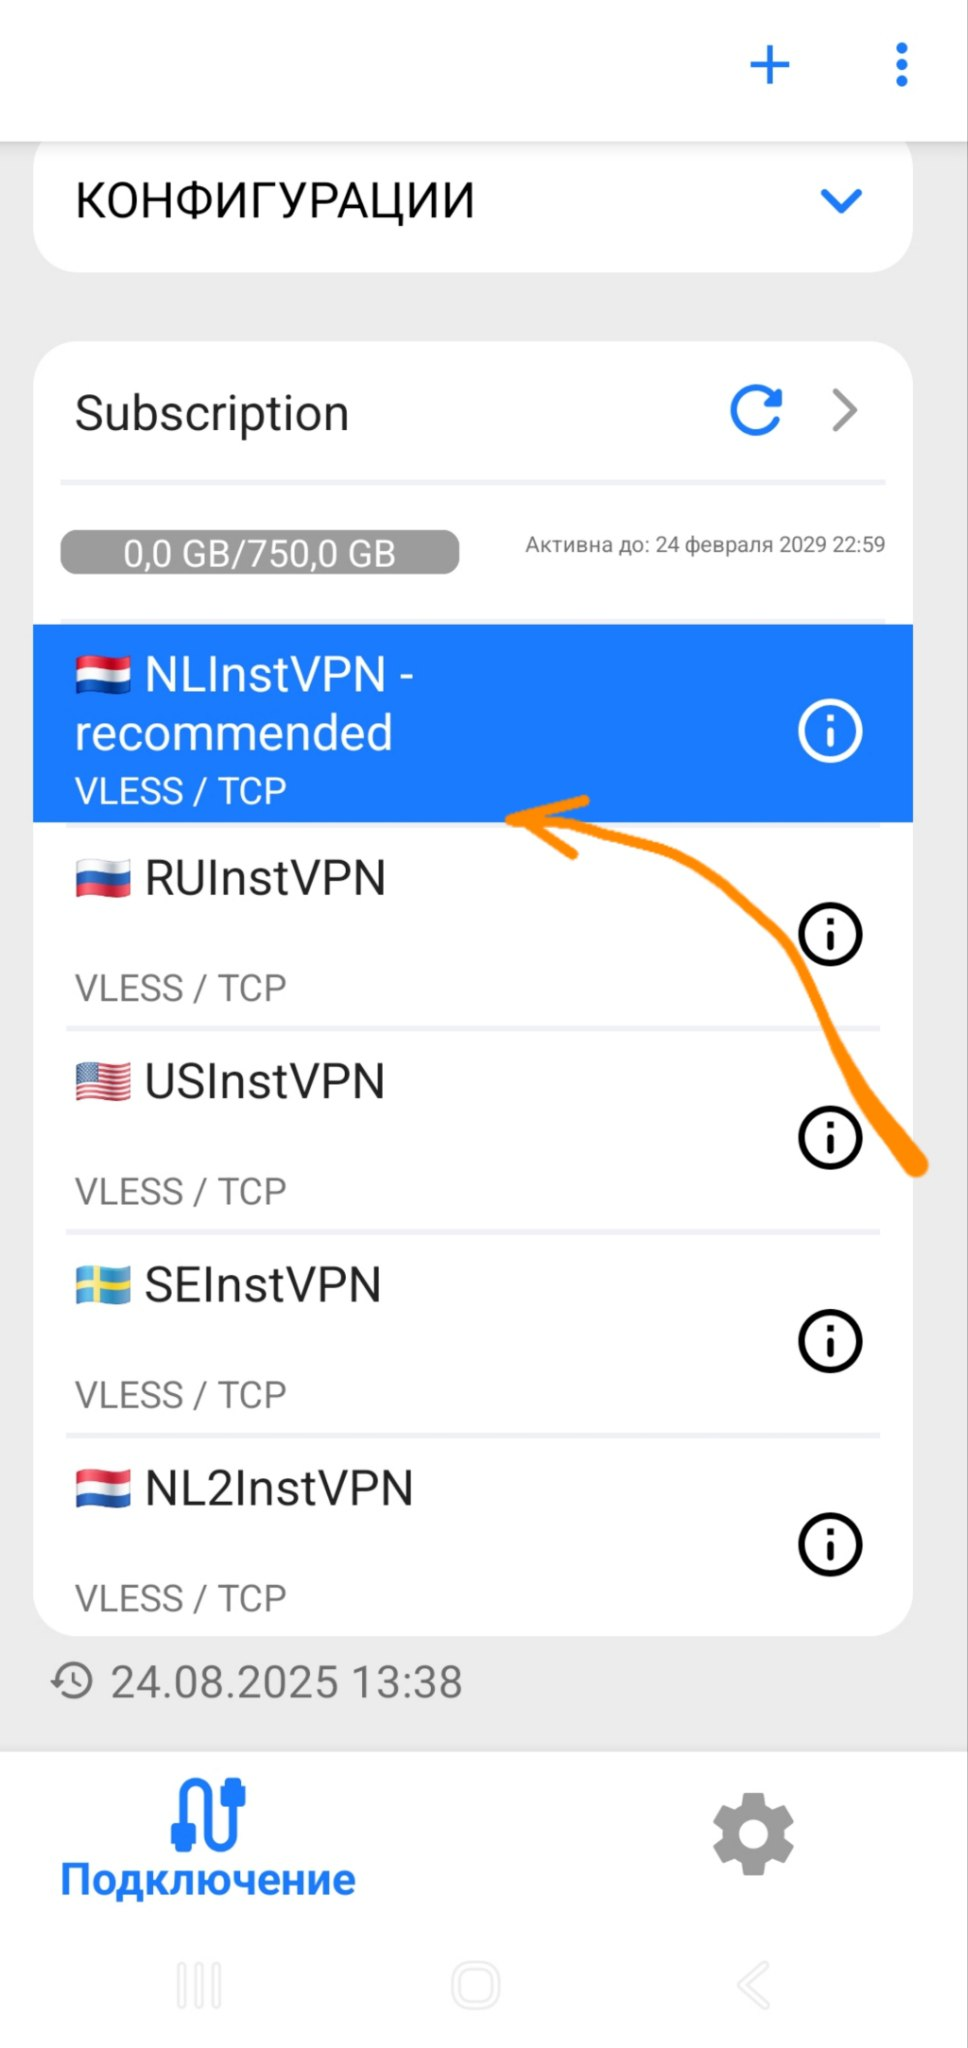 КОНФИГУРАЦИИ
Subscription
0,0 GB/750,0 GB
Активна до: 24 февраля 2029 22:59
🇳🇱 NLInstVPN -
recommended
VLESS / TCP
🇷🇺 RUInstVPN
VLESS / TCP
🇺🇸 USInstVPN
VLESS / TCP
🇸🇪 SEInstVPN
VLESS / TCP
🇳🇱 NL2InstVPN
VLESS / TCP
24.08.2025 13:38
Подключение